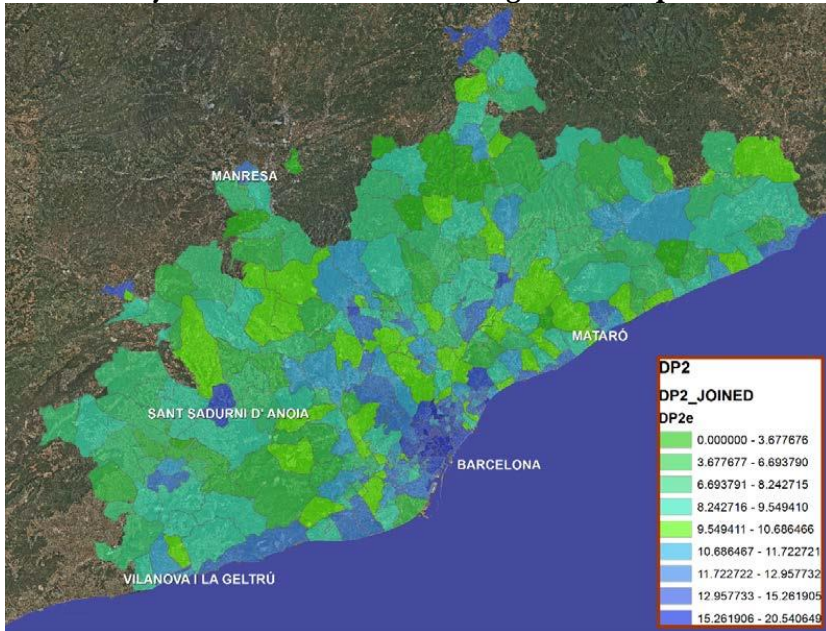 MANRESA
MATARÓ
SANT SADURNI D' ANOIA
BARCELONA
VILANOVA I LA GELTRÚ
DP2
DP2_JOINED
DP2e
0.000000 - 3.677676
3.677677 - 6.693790
6.693791 - 8.242715
8.242716 - 9.549410
9.549411 - 10.686466
10.686467 - 11.722721
11.722722 - 12.957732
12.957733 - 15.261905
15.261906 - 20.540649